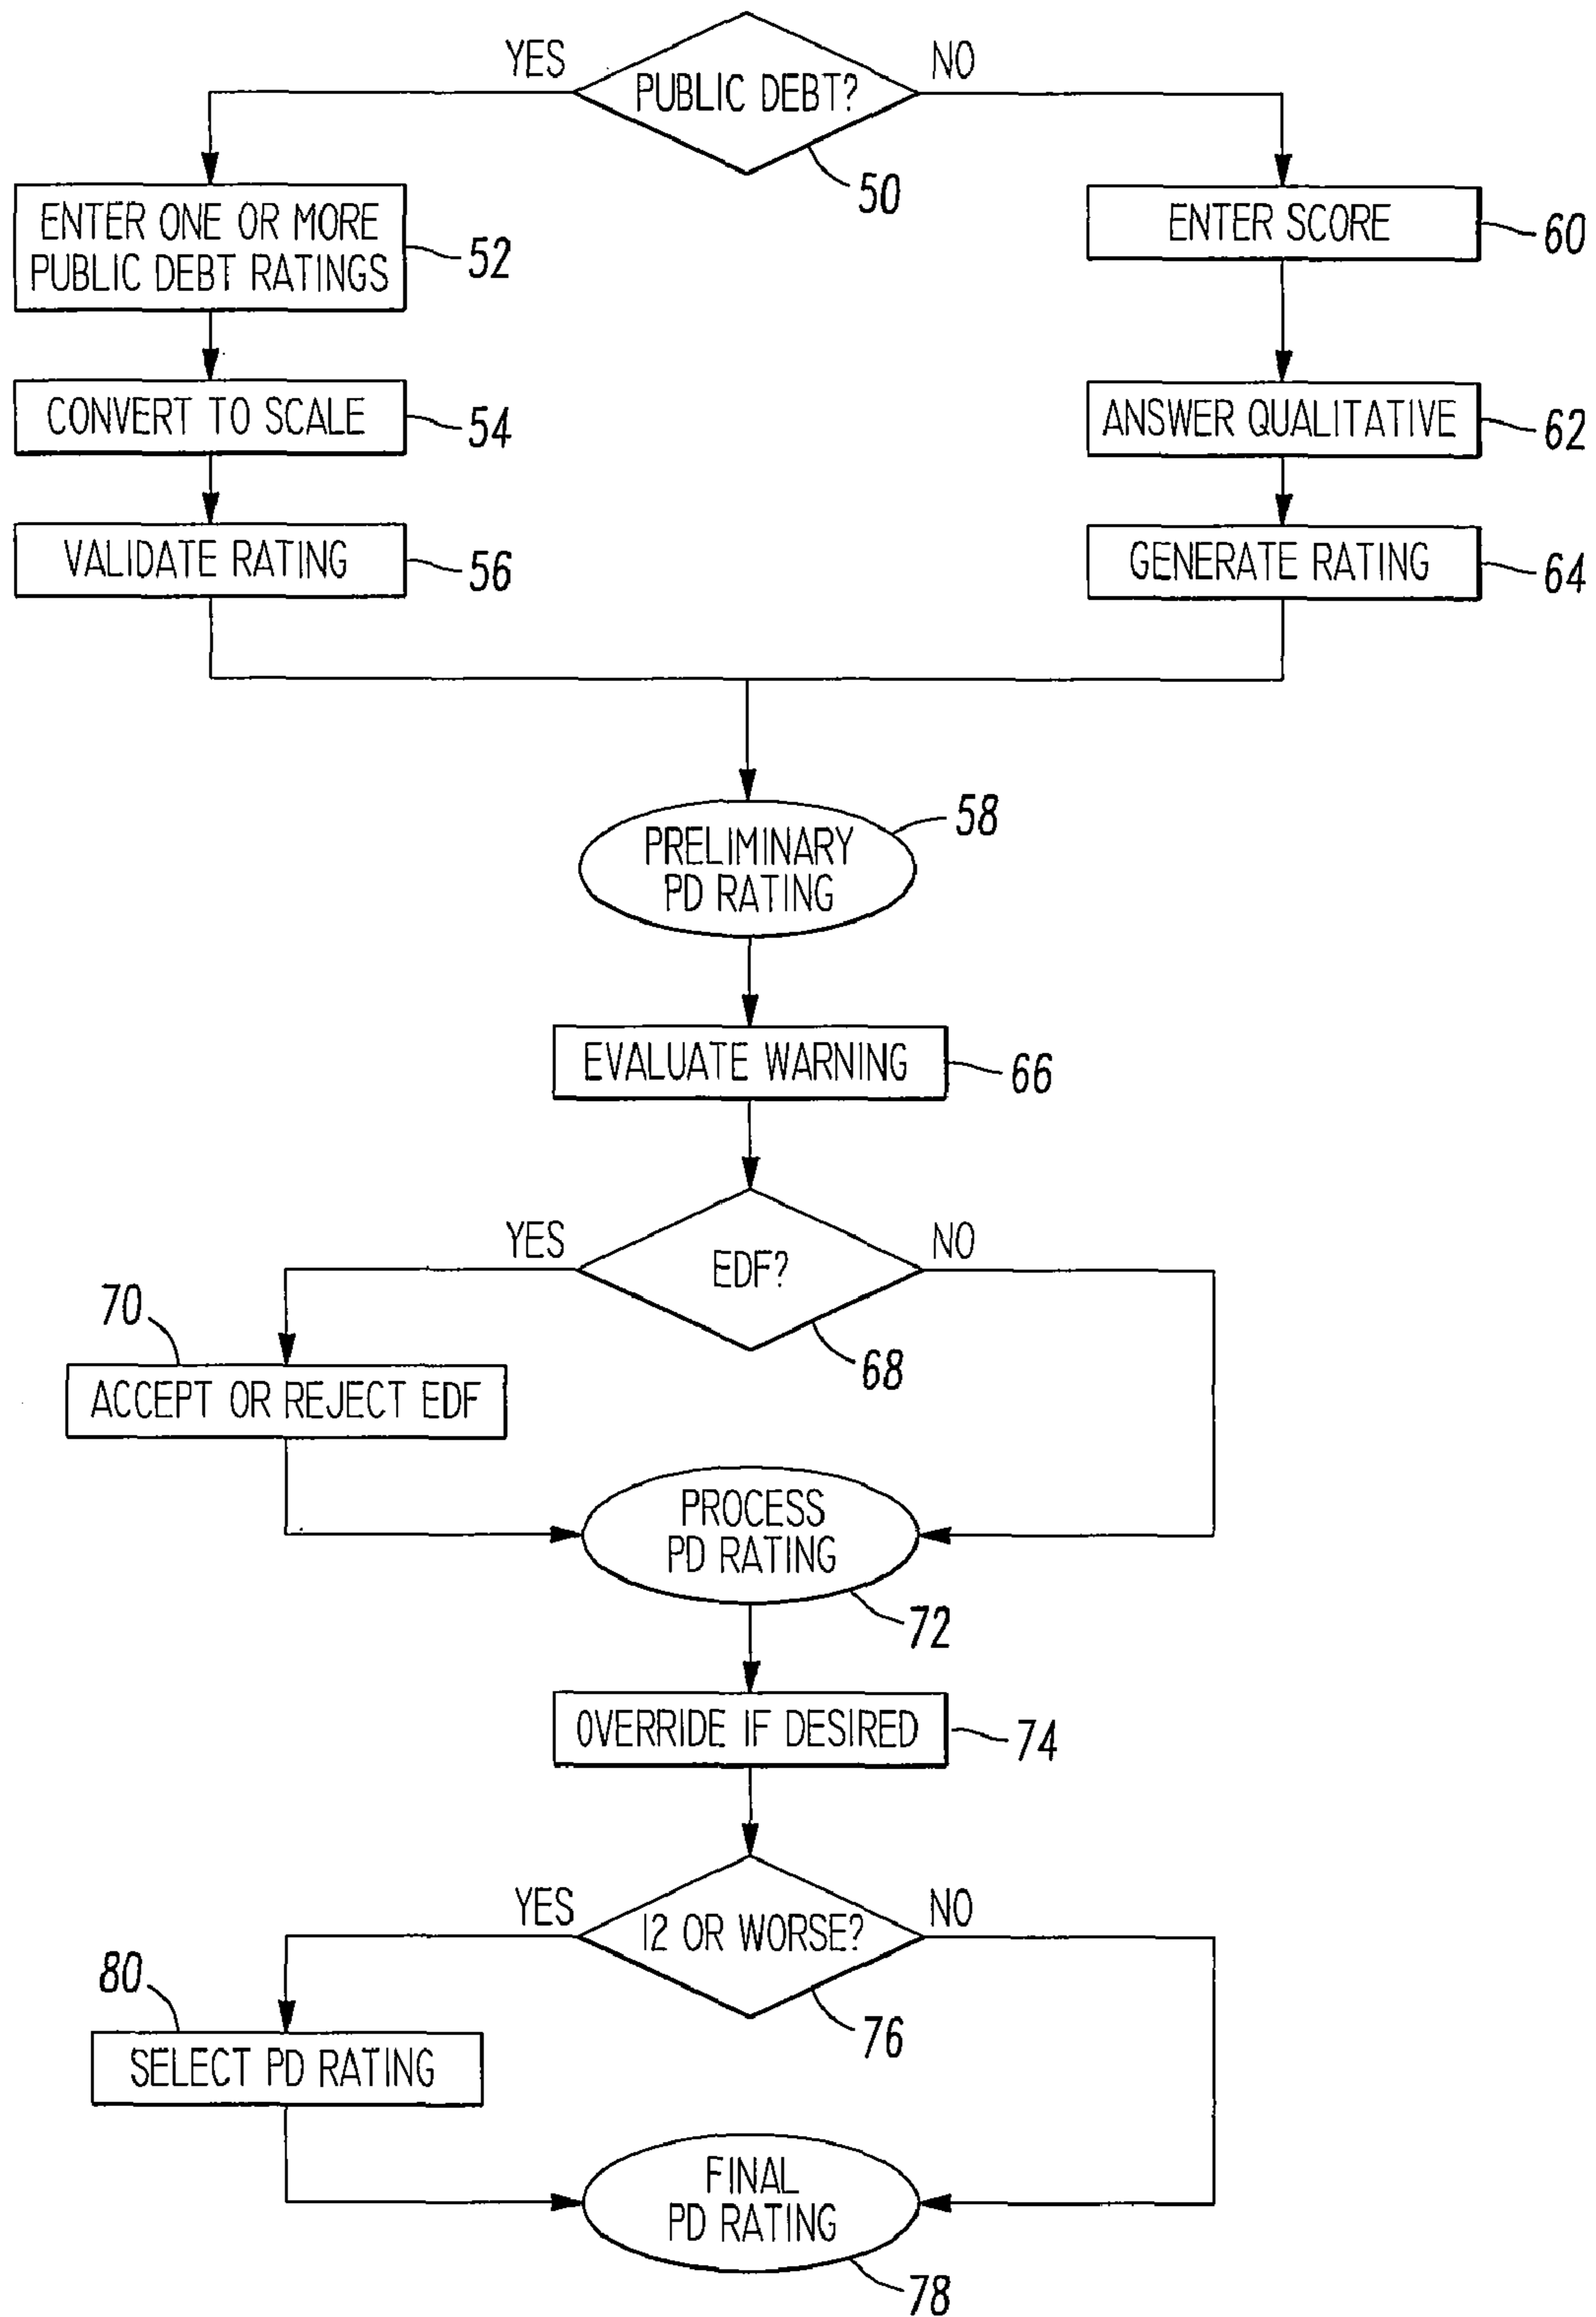 YES
NO
PUBLIC DEBT?
50
ENTER ONE OR MORE
PUBLIC DEBT RATINGS
52
ENTER SCORE
60
CONVERT TO SCALE
54
ANSWER QUALITATIVE
62
VALIDATE RATING
56
GENERATE RATING
64
58
PRELIMINARY
PD RATING
EVALUATE WARNING
66
YES
NO
EDF?
68
70
ACCEPT OR REJECT EDF
PROCESS
PD RATING
72
OVERRIDE IF DESIRED
74
YES
NO
12 OR WORSE?
76
80
SELECT PD RATING
FINAL
PD RATING
78